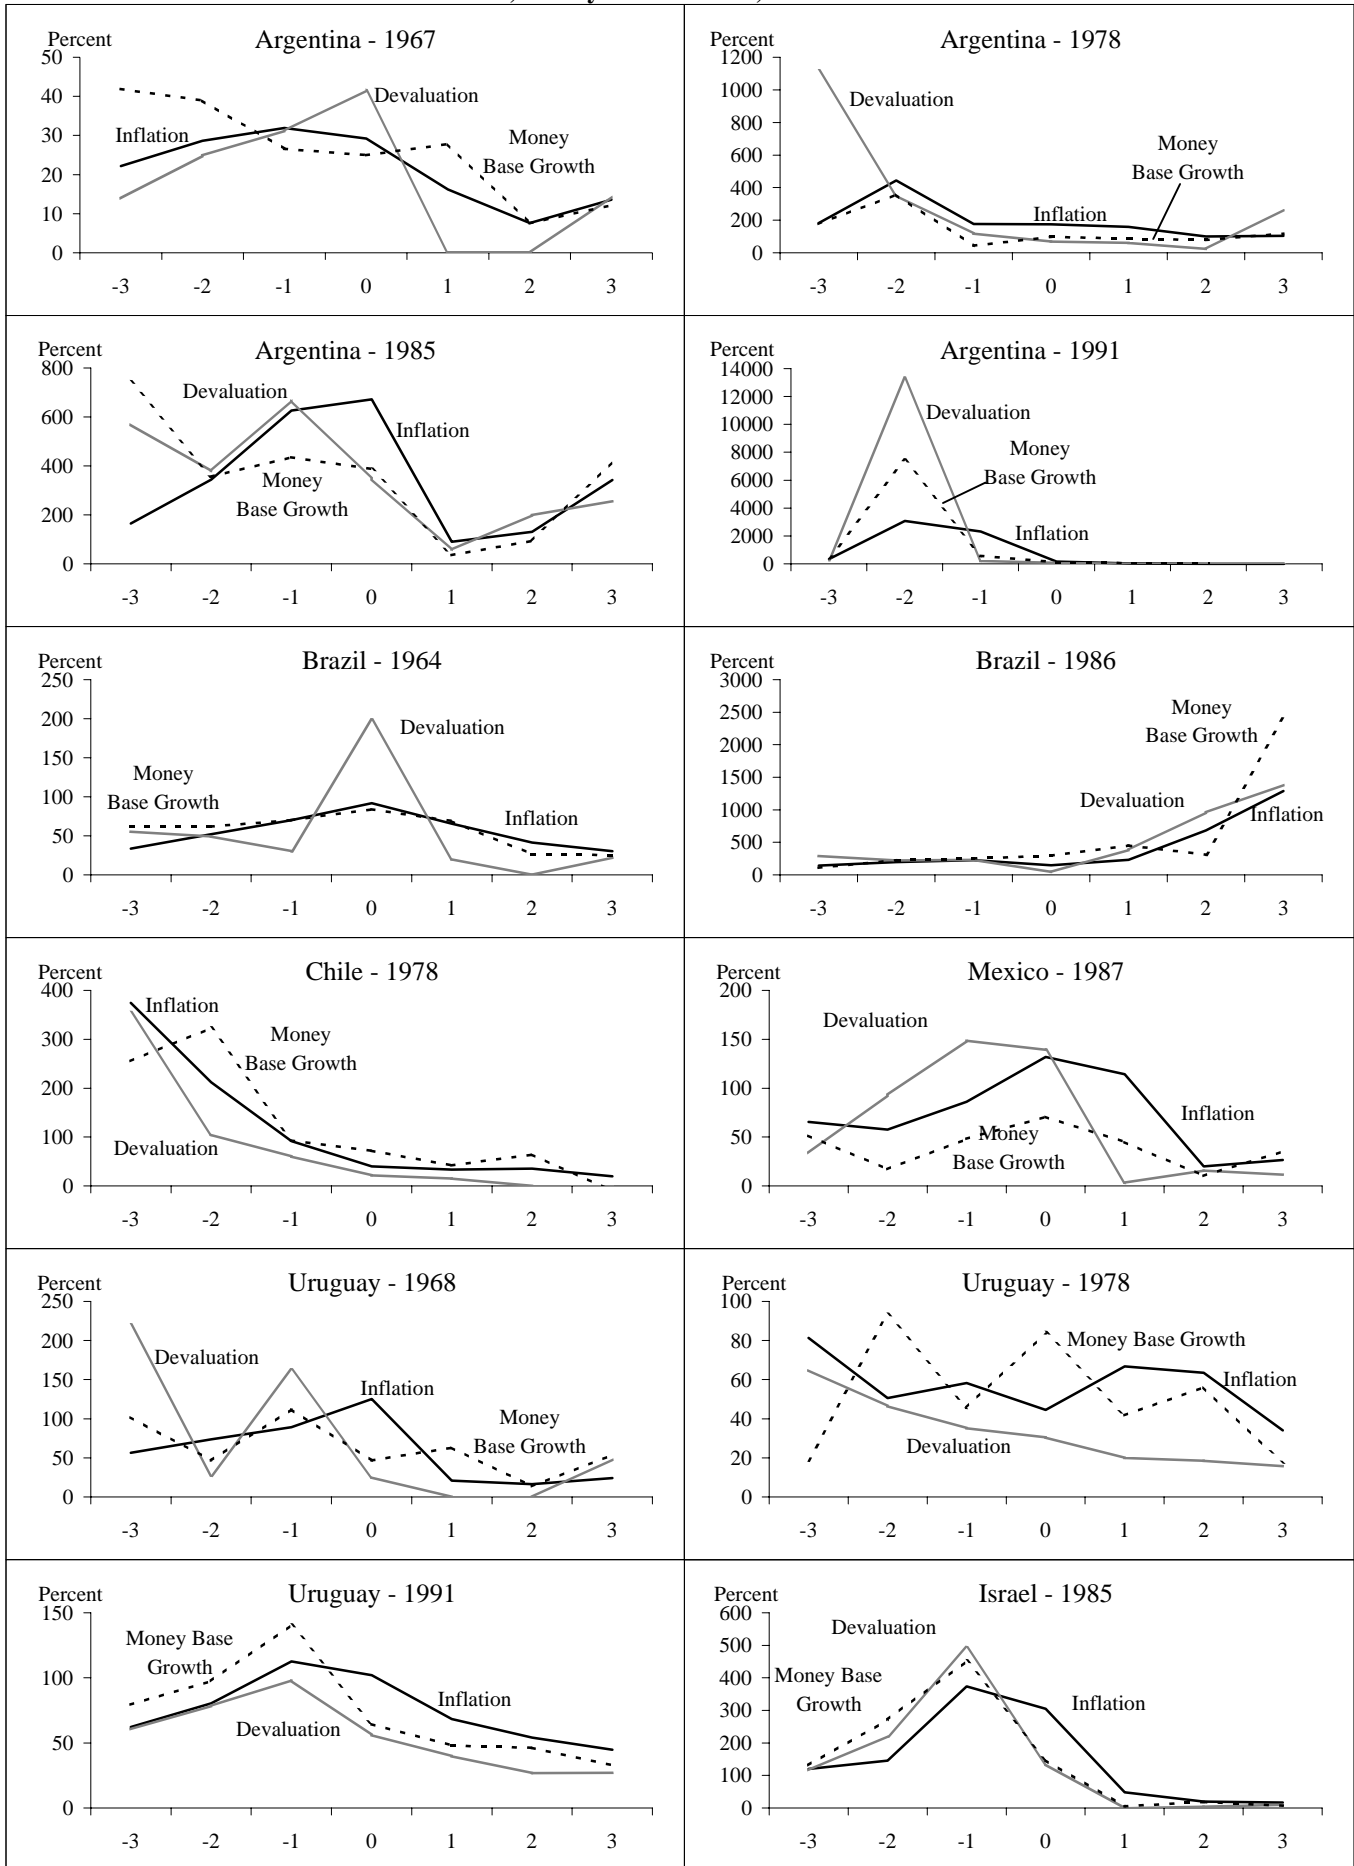 Percent
Argentina - 1967
50
40
30
20
10
0
Devaluation
Inflation
Money
Base Growth
-3 -2 -1 0 1 2 3
Percent
Argentina - 1978
1200
1000
800
600
400
200
0
Devaluation
Money
Base Growth
Inflation
-3 -2 -1 0 1 2 3
Percent
Argentina - 1985
800
600
400
200
0
Devaluation
Inflation
Money
Base Growth
-3 -2 -1 0 1 2 3
Percent
Argentina - 1991
14000
12000
10000
8000
6000
4000
2000
0
Devaluation
Money
Base Growth
Inflation
-3 -2 -1 0 1 2 3
Percent
Brazil - 1964
250
200
150
100
50
0
Devaluation
Money
Base Growth
Inflation
-3 -2 -1 0 1 2 3
Percent
Brazil - 1986
3000
2500
2000
1500
1000
500
0
Money
Base Growth
Devaluation
Inflation
-3 -2 -1 0 1 2 3
Percent
Chile - 1978
400
300
200
100
0
Inflation
Money
Base Growth
Devaluation
-3 -2 -1 0 1 2 3
Percent
Mexico - 1987
200
150
100
50
0
Devaluation
Inflation
Money
Base Growth
-3 -2 -1 0 1 2 3
Percent
Uruguay - 1968
250
200
150
100
50
0
Devaluation
Inflation
Money
Base Growth
-3 -2 -1 0 1 2 3
Percent
Uruguay - 1978
100
80
60
40
20
0
Money Base Growth
Inflation
Devaluation
-3 -2 -1 0 1 2 3
Percent
Uruguay - 1991
150
100
50
0
Money Base
Growth
Inflation
Devaluation
-3 -2 -1 0 1 2 3
Percent
Israel - 1985
600
500
400
300
200
100
0
Devaluation
Money Base
Growth
Inflation
-3 -2 -1 0 1 2 3